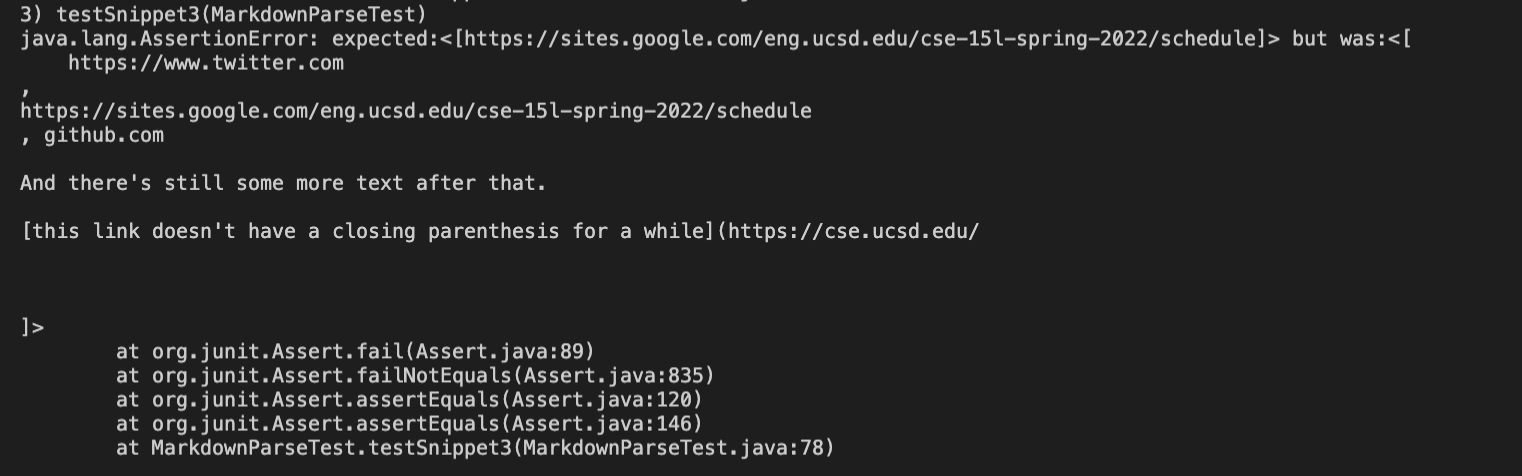 3) testSnippet3(MarkdownParseTest)
java.lang.AssertionError: expected:<[https://sites.google.com/eng.ucsd.edu/cse-15l-spring-2022/schedule]> but was:<[
    https://www.twitter.com
,
https://sites.google.com/eng.ucsd.edu/cse-15l-spring-2022/schedule
, github.com

And there's still some more text after that.

[this link doesn't have a closing parenthesis for a while](https://cse.ucsd.edu/



]>
        at org.junit.Assert.fail(Assert.java:89)
        at org.junit.Assert.failNotEquals(Assert.java:835)
        at org.junit.Assert.assertEquals(Assert.java:120)
        at org.junit.Assert.assertEquals(Assert.java:146)
        at MarkdownParseTest.testSnippet3(MarkdownParseTest.java:78)